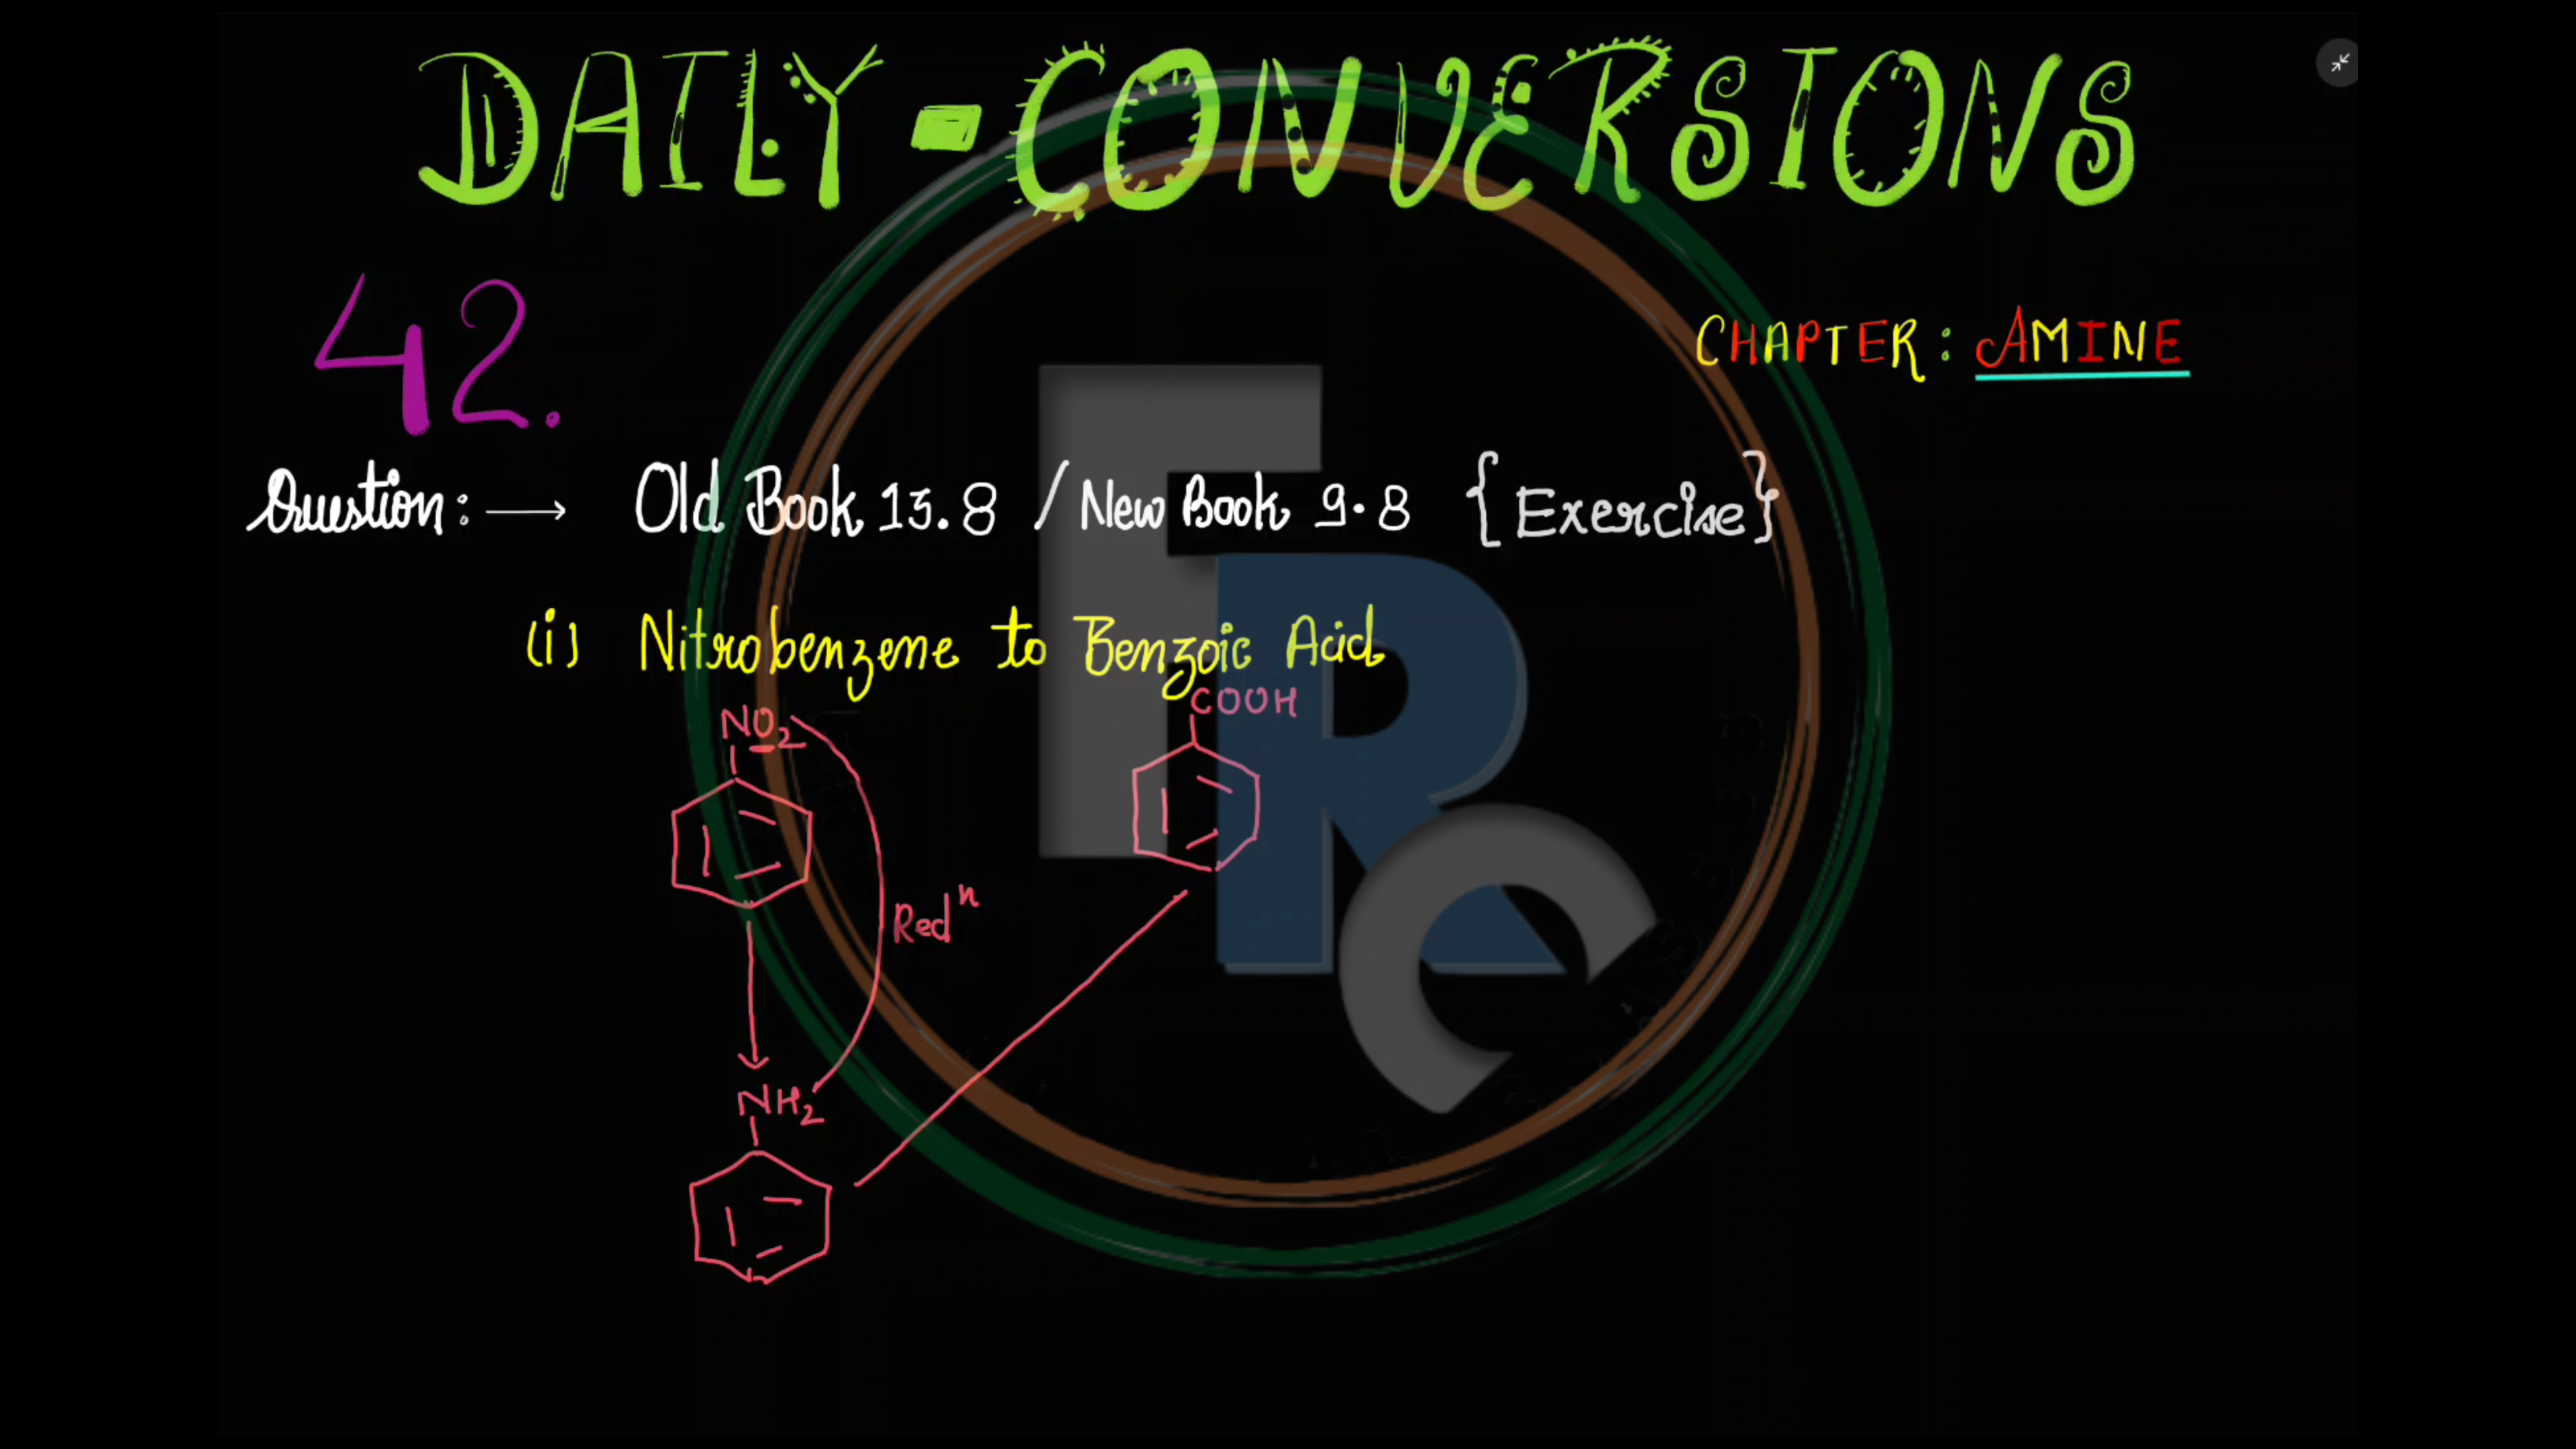 DAILY-CONVERSIONS
42.
CHAPTER: AMINE
Question: → Old Book 13.8 / New Book 9.8 {Exercise}
(i) Nitrobenzene to Benzoic Acid
NO2
COOH
Redn
NH2
FRC